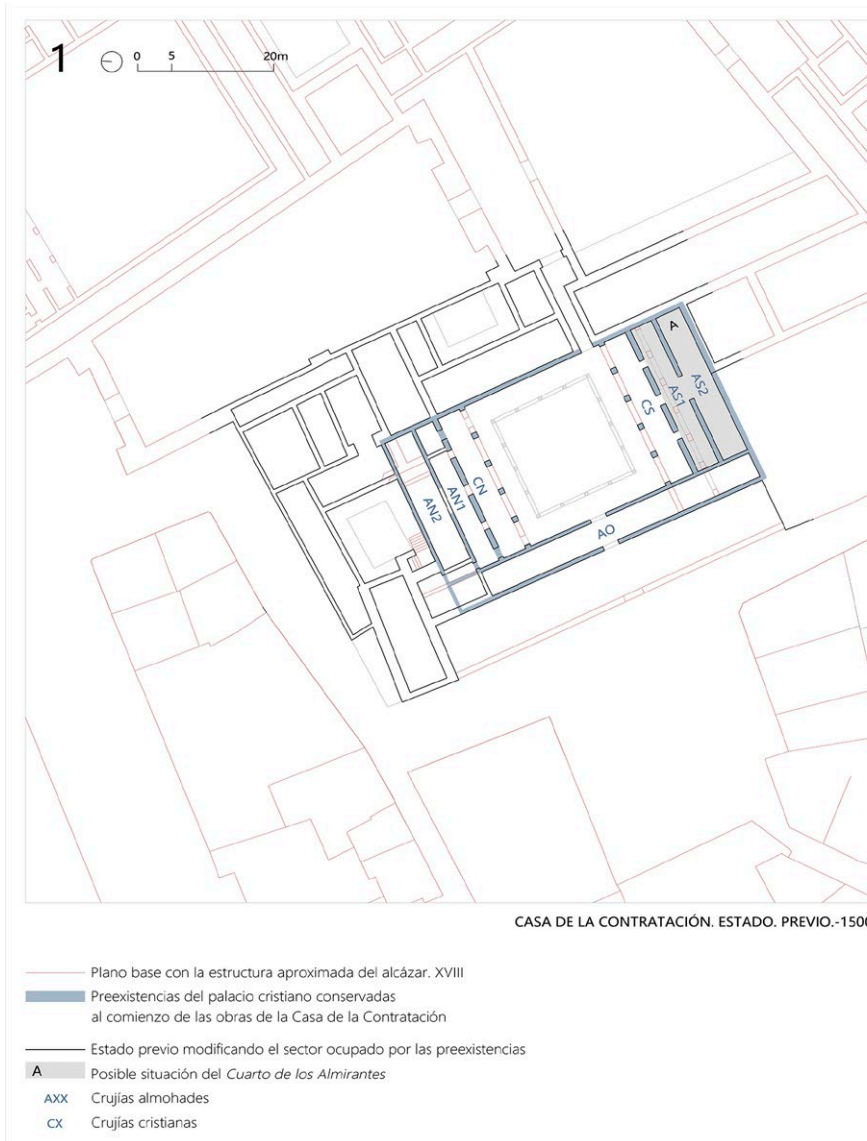 1
0 5 20m
A
AS2
AS1
CS
CN
AN1
AN2
AO
CASA DE LA CONTRATACIÓN. ESTADO. PREVIO.-1500
Plano base con la estructura aproximada del alcázar. XVIII
Preexistencias del palacio cristiano conservadas
al comienzo de las obras de la Casa de la Contratación
Estado previo modificando el sector ocupado por las preexistencias
A Posible situación del Cuarto de los Almirantes
AXX Crujías almohades
CX Crujías cristianas